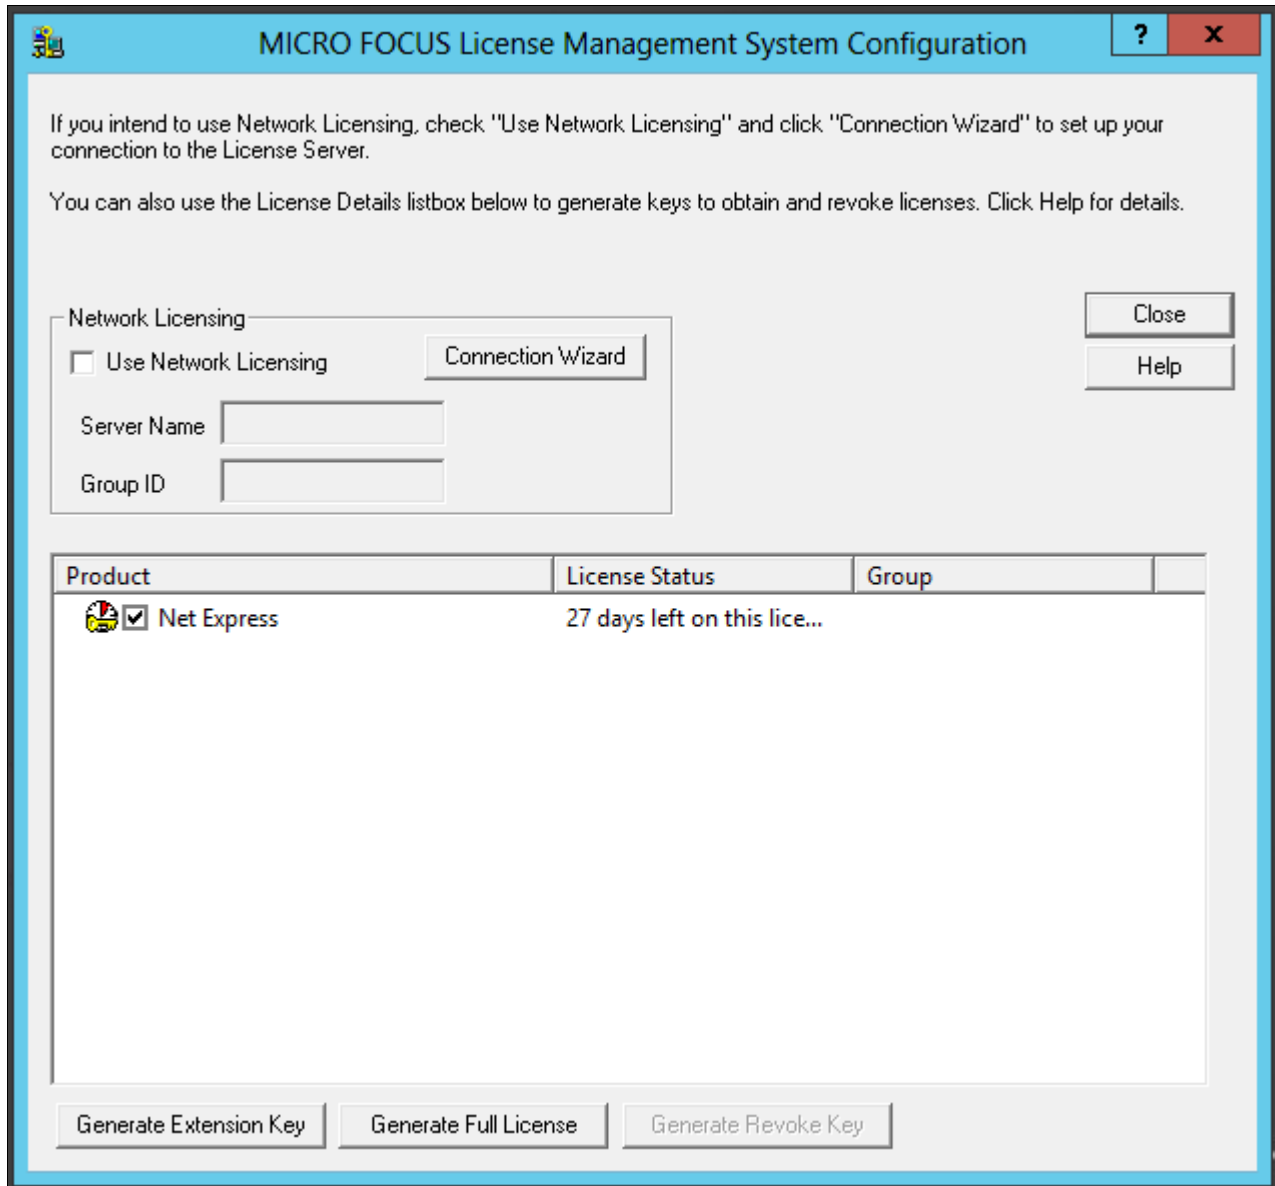 MICRO FOCUS License Management System Configuration
?
x
If you intend to use Network Licensing, check "Use Network Licensing" and click "Connection Wizard" to set up your
connection to the License Server.
You can also use the License Details listbox below to generate keys to obtain and revoke licenses. Click Help for details.
Close
Help
Network Licensing
Use Network Licensing
Connection Wizard
Server Name
Group ID
Product License Status Group
Net Express 27 days left on this lice...
Generate Extension Key Generate Full License Generate Revoke Key